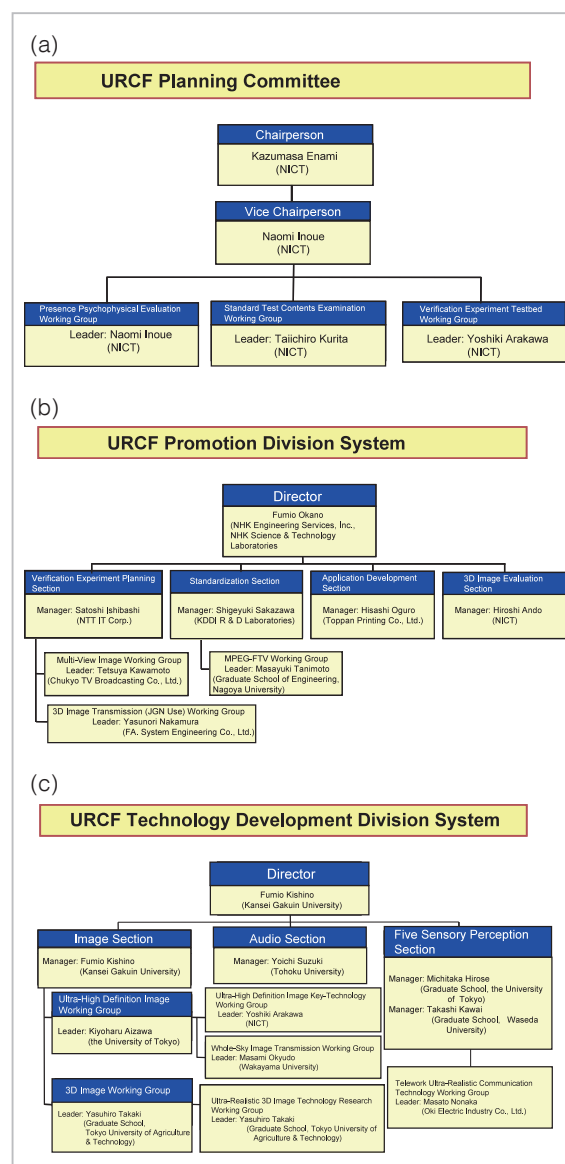 (a)
URCF Planning Committee
Chairperson
Kazumasa Enami
(NICT)
Vice Chairperson
Naomi Inoue
(NICT)
Presence Psychophysical Evaluation
Working Group
Leader: Naomi Inoue
(NICT)
Standard Test Contents Examination
Working Group
Leader: Taiichiro Kurita
(NICT)
Verification Experiment Testbed
Working Group
Leader: Yoshiki Arakawa
(NICT)
(b)
URCF Promotion Division System
Director
Fumio Okano
(NHK Engineering Services, Inc.,
NHK Science & Technology
Laboratories
Verification Experiment Planning
Section
Manager: Satoshi Ishibashi
(NTT IT Corp.)
Standardization Section
Manager: Shigeyuki Sakazawa
(KDDI R & D Laboratories)
Application Development
Section
Manager: Hisashi Oguro
(Toppan Printing Co., Ltd.)
3D Image Evaluation Section
Manager: Hiroshi Ando
(NICT)
Multi-View Image Working Group
Leader: Tetsuya Kawamoto
(Chukyo TV Broadcasting Co., Ltd.)
MPEG-FTV Working Group
Leader: Masayuki Tanimoto
(Graduate School of Engineering,
Nagoya University)
3D Image Transmission (JGN Use) Working Group
Leader: Yasunori Nakamura
(FA. System Engineering Co., Ltd.)
(c)
URCF Technology Development Division System
Director
Fumio Kishino
(Kansei Gakuin University)
Image Section
Manager: Fumio Kishino
(Kansei Gakuin University)
Audio Section
Manager: Yoichi Suzuki
(Tohoku University)
Five Sensory Perception
Section
Manager: Michitaka Hirose
(Graduate School, the University
of Tokyo)
Manager: Takashi Kawai
(Graduate School, Waseda
University)
Ultra-High Definition Image
Working Group
Leader: Kiyoharu Aizawa
(the University of Tokyo)
Ultra-High Definition Image Key-Technology
Working Group
Leader: Yoshiki Arakawa
(NICT)
Whole-Sky Image Transmission Working Group
Leader: Masami Okyudo
(Wakayama University)
Telework Ultra-Realistic Communication
Technology Working Group
Leader: Masato Nonaka
(Oki Electric Industry Co., Ltd.)
3D Image Working Group
Leader: Yasuhiro Takaki
(Graduate School,
Tokyo University of Agriculture
& Technology)
Ultra-Realistic 3D Image Technology Research
Working Group
Leader: Yasuhiro Takaki
(Graduate School, Tokyo University of
Agriculture & Technology)